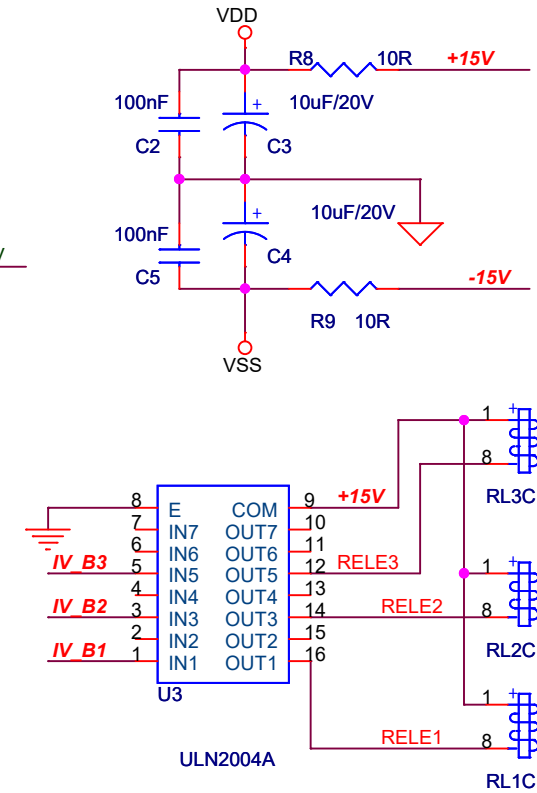 VDD
R8 10R +15V
100nF + 10uF/20V
C2 C3
+ 10uF/20V
100nF
C4
C5 -15V
R9 10R
VSS
1 +
8
RL3C
8 E COM 9 +15V
7 IN7 OUT7 10
6 IN6 OUT6 11
IV_B3 5 IN5 OUT5 12 RELE3
4 IN4 OUT4 13
IV_B2 3 IN3 OUT3 14 RELE2
2 IN2 OUT2 15
IV_B1 1 IN1 OUT1 16
1 +
8
RL2C
U3
ULN2004A
RELE1
1 +
8
RL1C